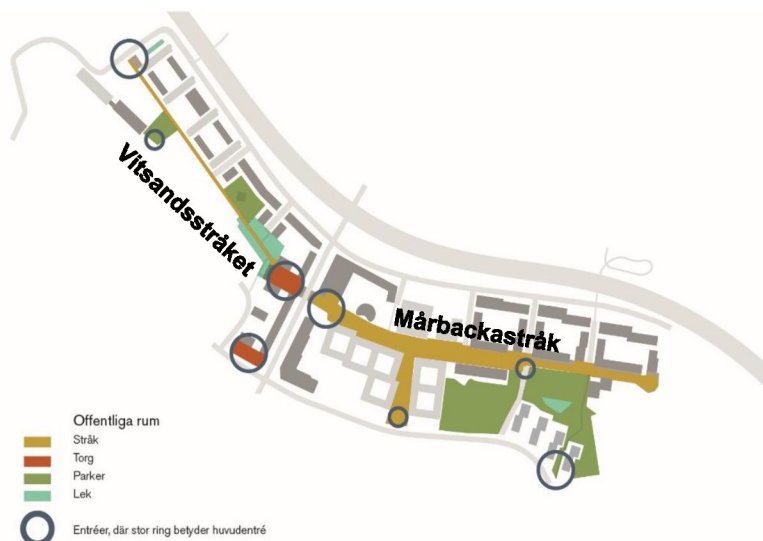 Vitsandsstråket
Mårbackastråk
Offentliga rum
Stråk
Torg
Parker
Lek
Entréer, där stor ring betyder huvudentré